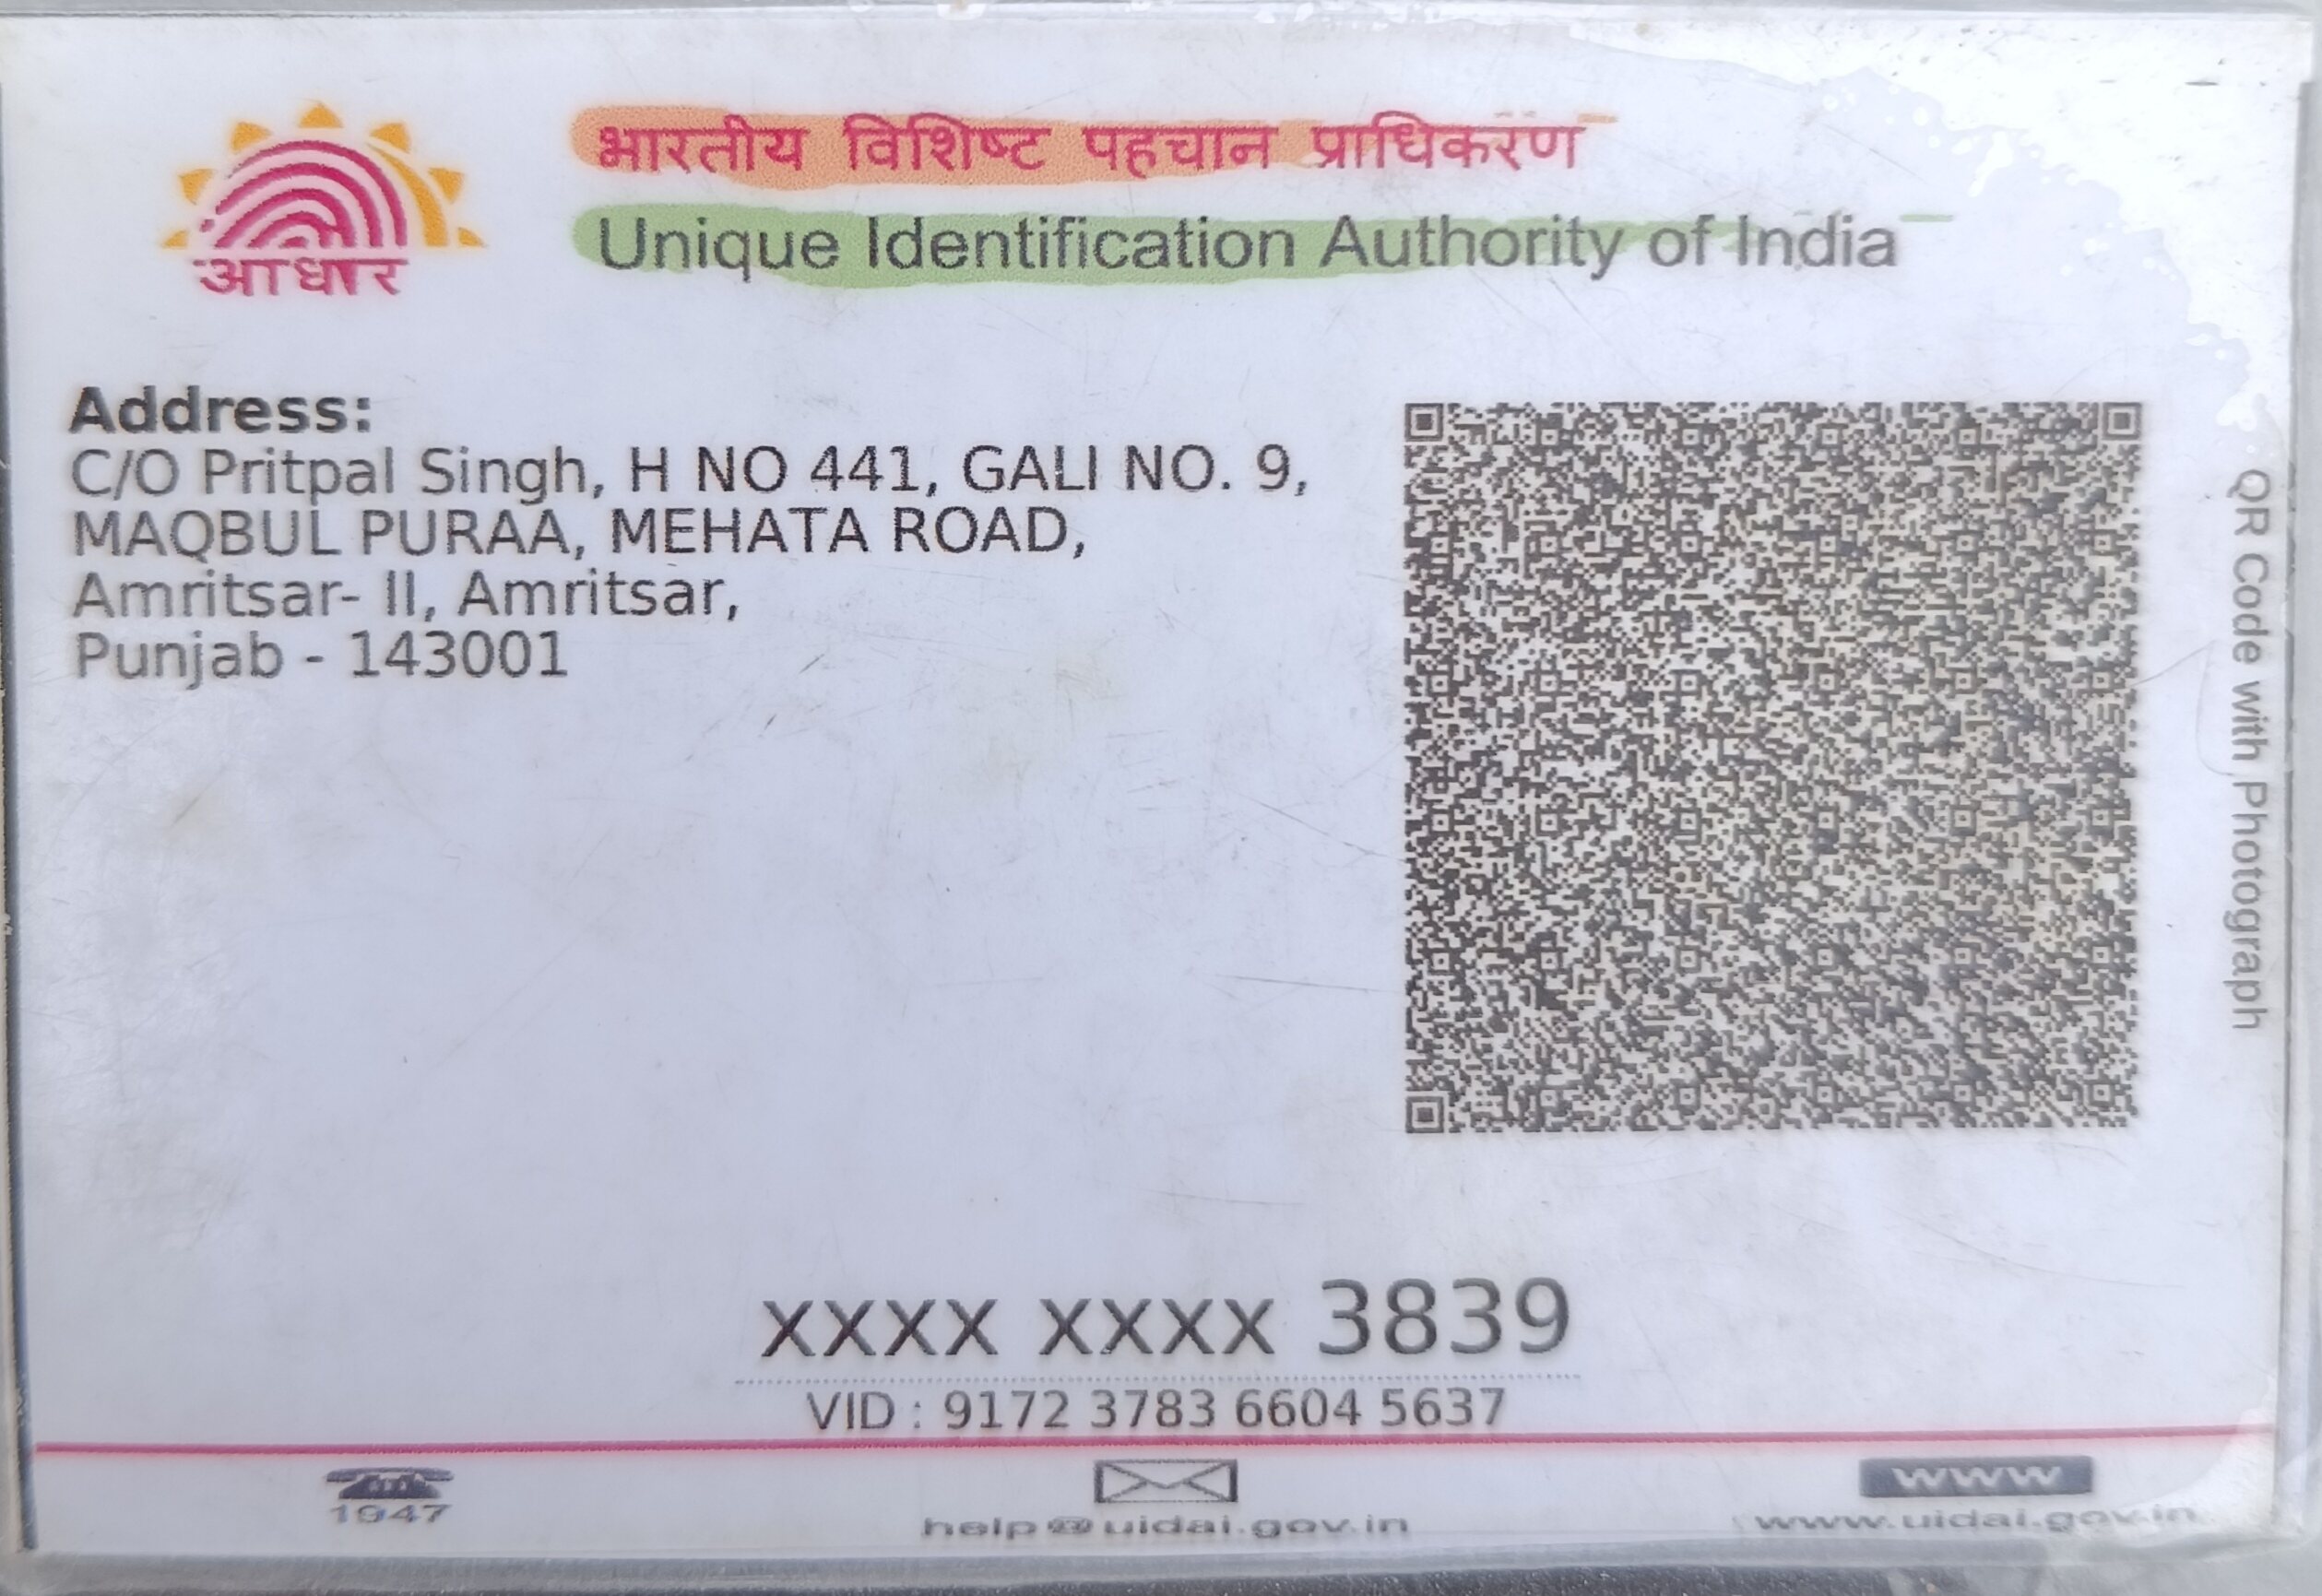 आधार
भारतीय विशिष्ट पहचान प्राधिकरण
Unique Identification Authority of India
Address:
C/O Pritpal Singh, H NO 441, GALI NO. 9,
MAQBUL PURAA, MEHATA ROAD,
Amritsar- II, Amritsar,
Punjab - 143001
QR Code with Photograph
xxxx xxxx 3839
VID : 9172 3783 6604 5637
1947
help@uidai.gov.in
www
www.uidai.gov.in